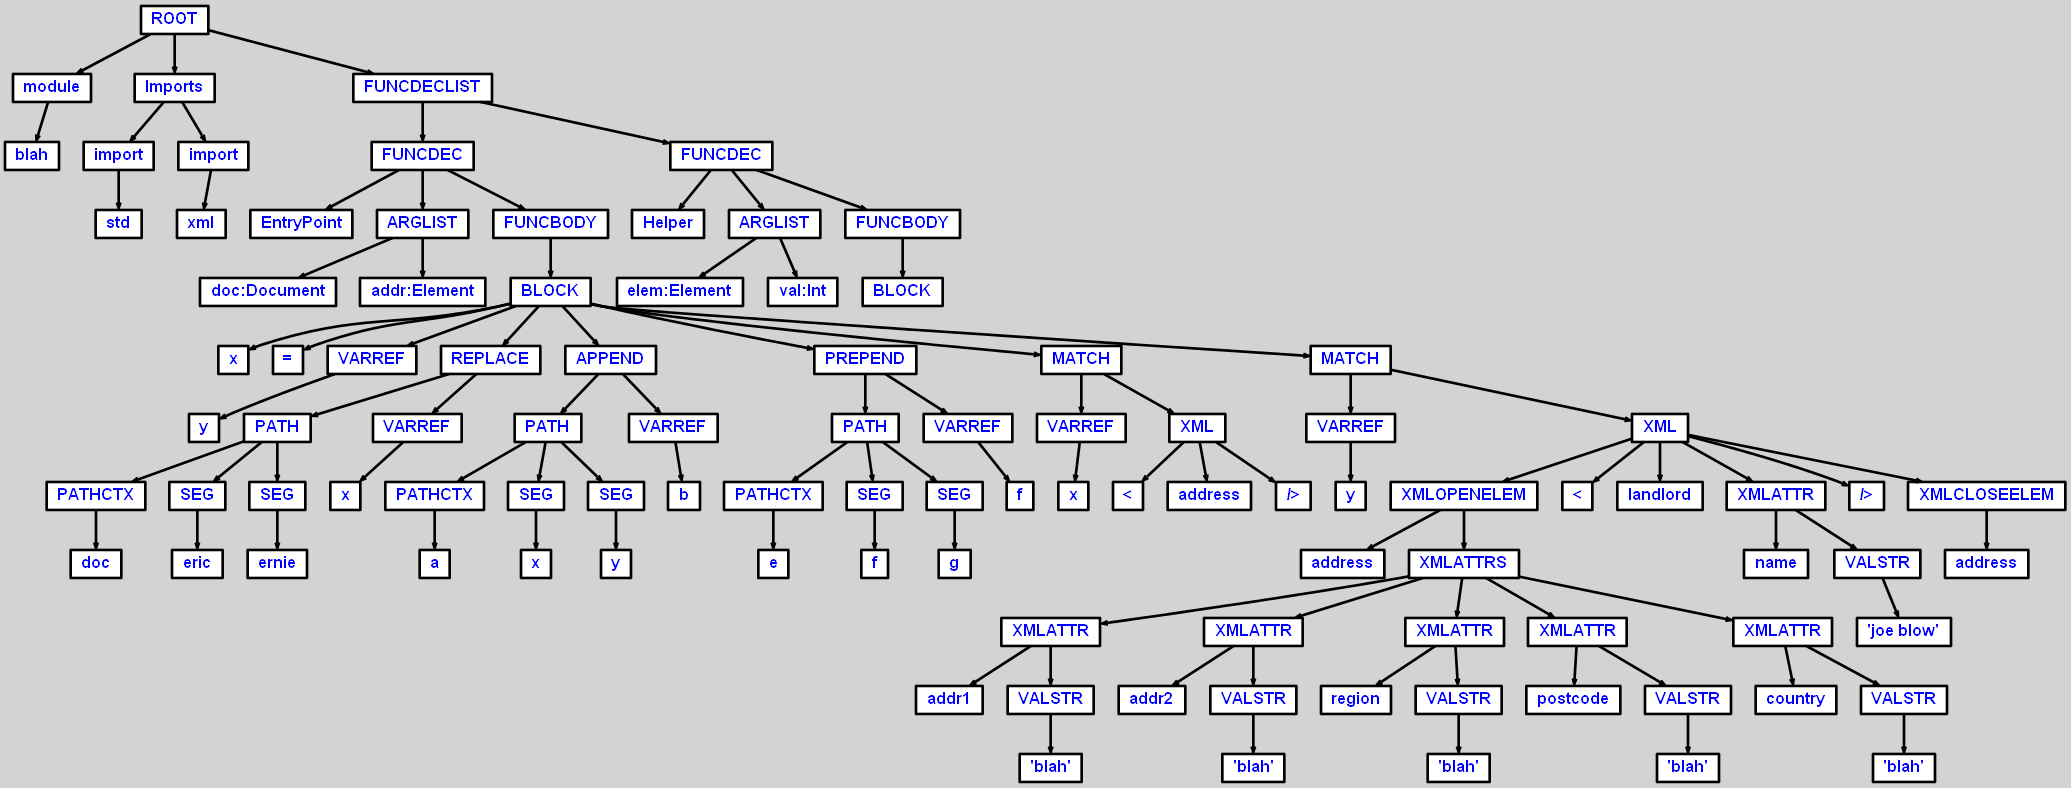 ROOT
module Imports FUNCDECLIST
blah import import FUNCDEC FUNCDEC
std xml EntryPoint ARGLIST FUNCBODY Helper ARGLIST FUNCBODY
doc:Document addr:Element BLOCK elem:Element val:Int BLOCK
x = VARREF REPLACE APPEND PREPEND MATCH MATCH
y PATH VARREF PATH VARREF PATH VARREF VARREF XML VARREF XML
PATHCTX SEG SEG x PATHCTX SEG SEG b PATHCTX SEG SEG f x < address /> y XMLOPENELEM < landlord XMLATTR /> XMLCLOSEELEM
doc eric ernie a x y e f g address XMLATTRS name VALSTR address
XMLATTR XMLATTR XMLATTR XMLATTR XMLATTR 'joe blow'
addr1 VALSTR addr2 VALSTR region VALSTR postcode VALSTR country VALSTR
'blah' 'blah' 'blah' 'blah' 'blah'